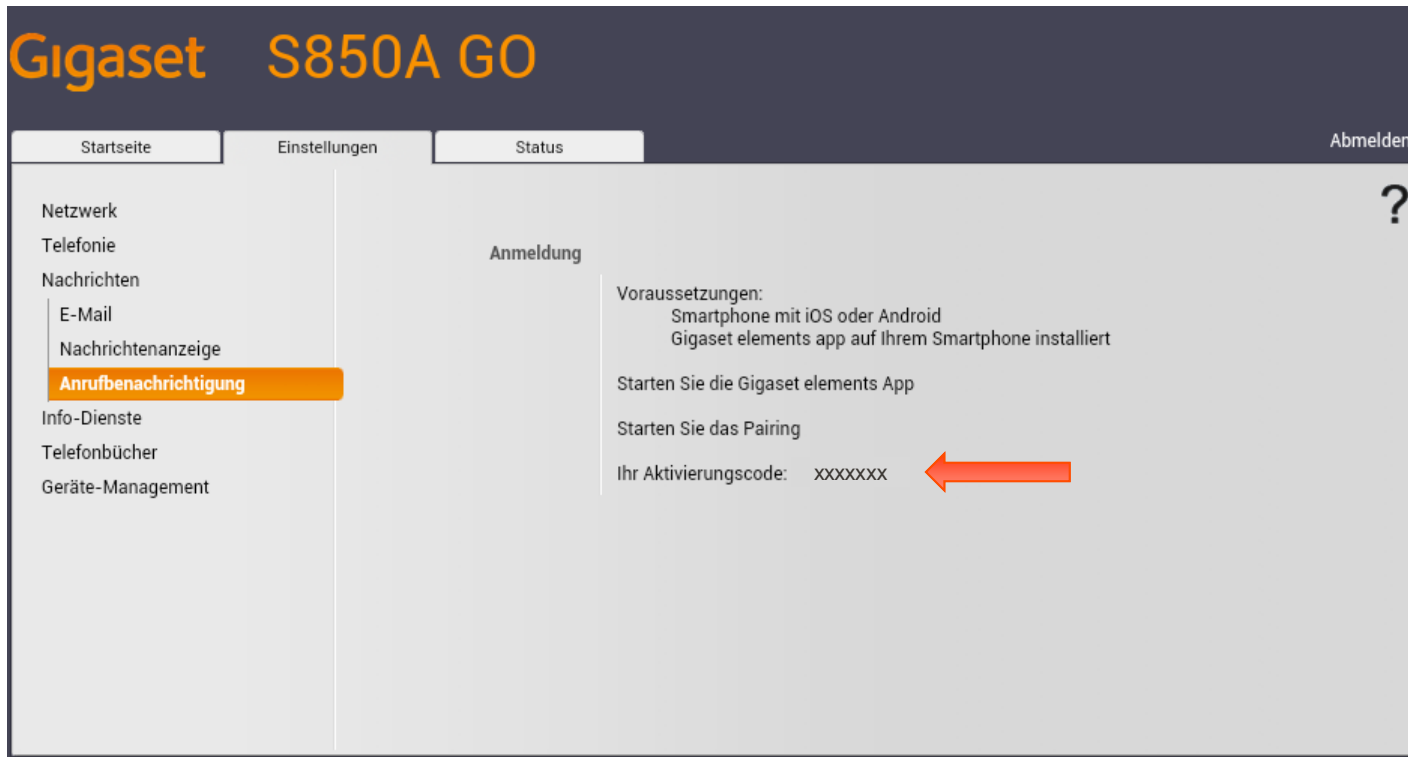 Gigaset S850A GO
Startseite Einstellungen Status Abmelden
?
Netzwerk
Telefonie
Nachrichten
E-Mail
Nachrichtenanzeige
Anrufbenachrichtigung
Info-Dienste
Telefonbücher
Geräte-Management
Anmeldung
Voraussetzungen:
Smartphone mit iOS oder Android
Gigaset elements app auf Ihrem Smartphone installiert
Starten Sie die Gigaset elements App
Starten Sie das Pairing
Ihr Aktivierungscode: xxxxxxx